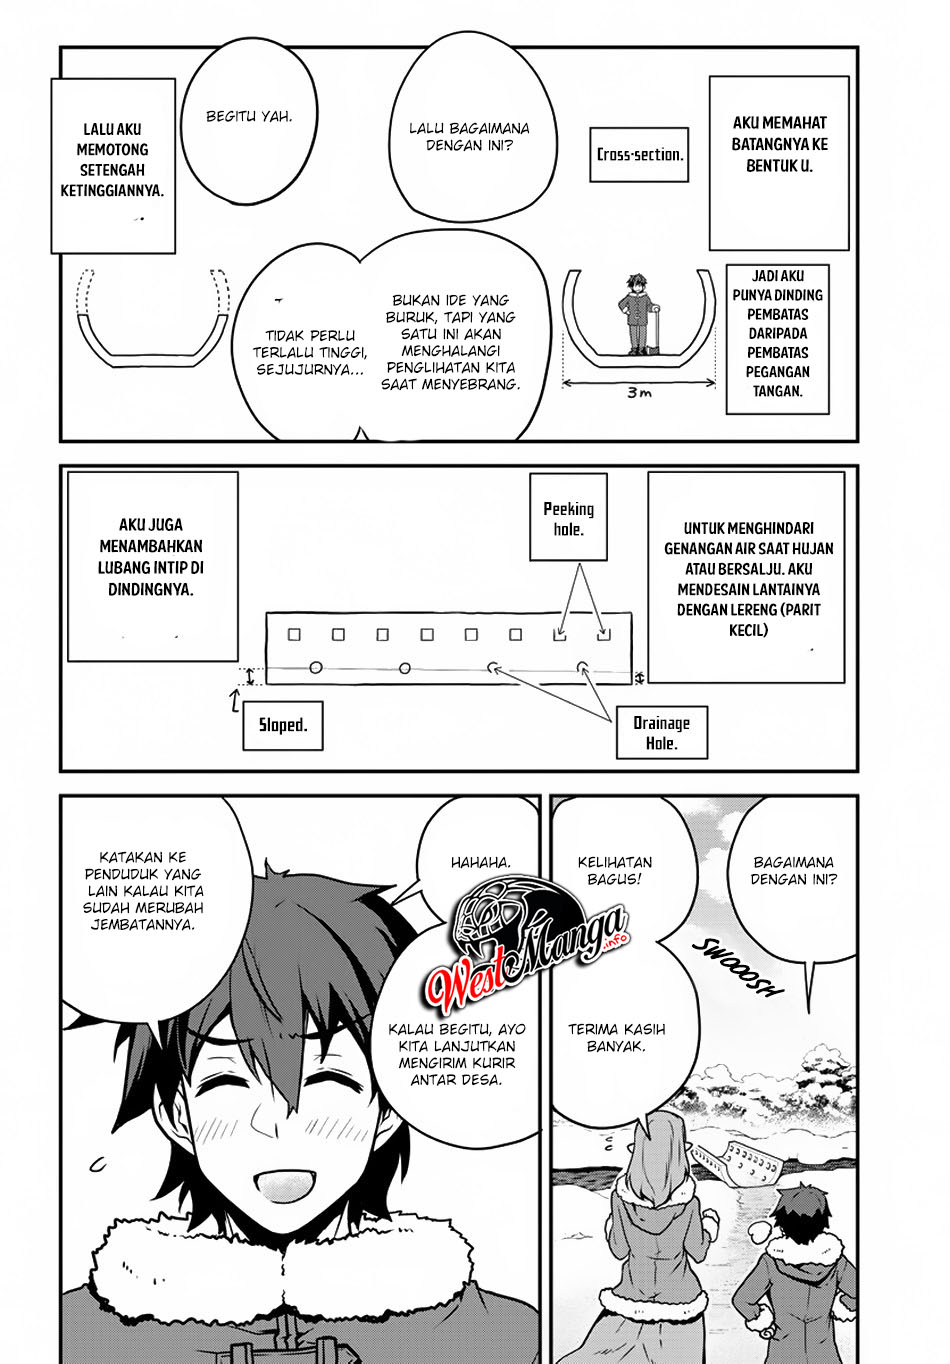 AKU MEMAHAT
BATANGNYA KE
BENTUK U.
Cross-section.
JADI AKU
PUNYA DINDING
PEMBATAS
DARIPADA
PEMBATAS
PEGANGAN
TANGAN.
3m
LALU BAGAIMANA
DENGAN INI?
BUKAN IDE YANG
BURUK, TAPI YANG
SATU INI AKAN
MENGHALANGI
PENGLIHATAN KITA
SAAT MENYEBRANG.
TIDAK PERLU
TERLALU TINGGI,
SEJUJURNYA...
BEGITU YAH.
LALU AKU
MEMOTONG
SETENGAH
KETINGGIANNYA.
UNTUK MENGHINDARI
GENANGAN AIR SAAT HUJAN
ATAU BERSALJU. AKU
MENDESAIN LANTAINYA
DENGAN LERENG (PARIT
KECIL)
Peeking
hole.
Drainage
Hole.
Sloped.
AKU JUGA
MENAMBAHKAN
LUBANG INTIP DI
DINDINGNYA.
BAGAIMANA
DENGAN INI?
SWOOOSH
KELIHATAN
BAGUS!
TERIMA KASIH
BANYAK.
HAHAHA.
WestManga
.info
KALAU BEGITU, AYO
KITA LANJUTKAN
MENGIRIM KURIR
ANTAR DESA.
KATAKAN KE
PENDUDUK YANG
LAIN KALAU KITA
SUDAH MERUBAH
JEMBATANNYA.